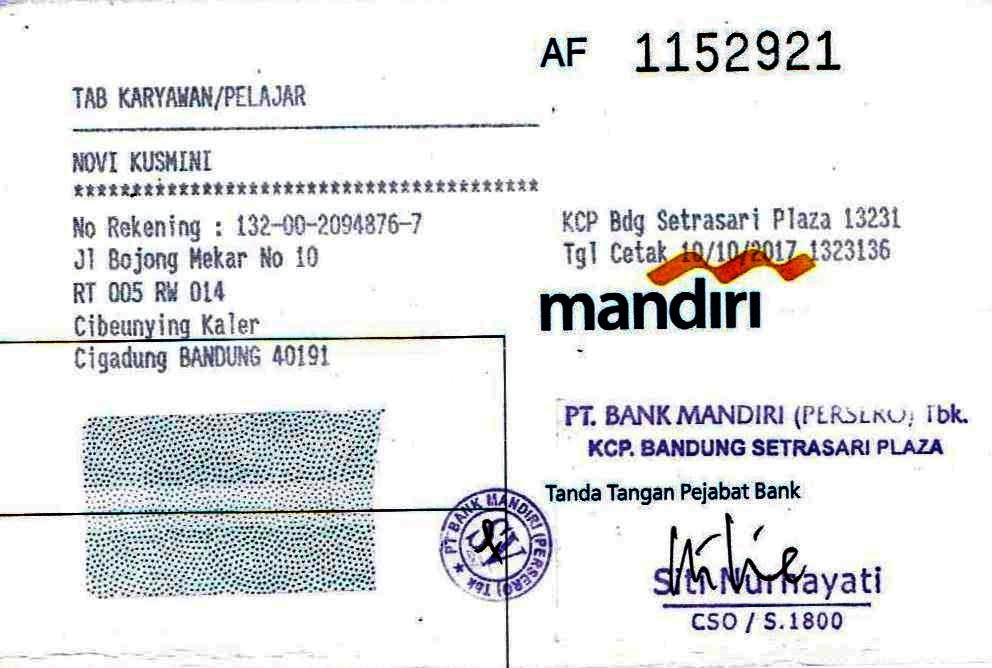 AF 1152921
TAB KARYAWAN/PELAJAR
NOVI KUSMINI
****************************************
No Rekening : 132-00-2094876-7
Jl Bojong Mekar No 10
RT 005 RW 014
Cibeunying Kaler
Cigadung BANDUNG 40191
KCP Bdg Setrasari Plaza 13231
Tgl Cetak 10/10/2017 1323136
mandiri
PT. BANK MANDIRI (PERSERO) Tbk.
KCP. BANDUNG SETRASARI PLAZA
Tanda Tangan Pejabat Bank
PT BANK MANDIRI (PERSERO) Tbk
Siti Nurhayati
CSO / S.1800